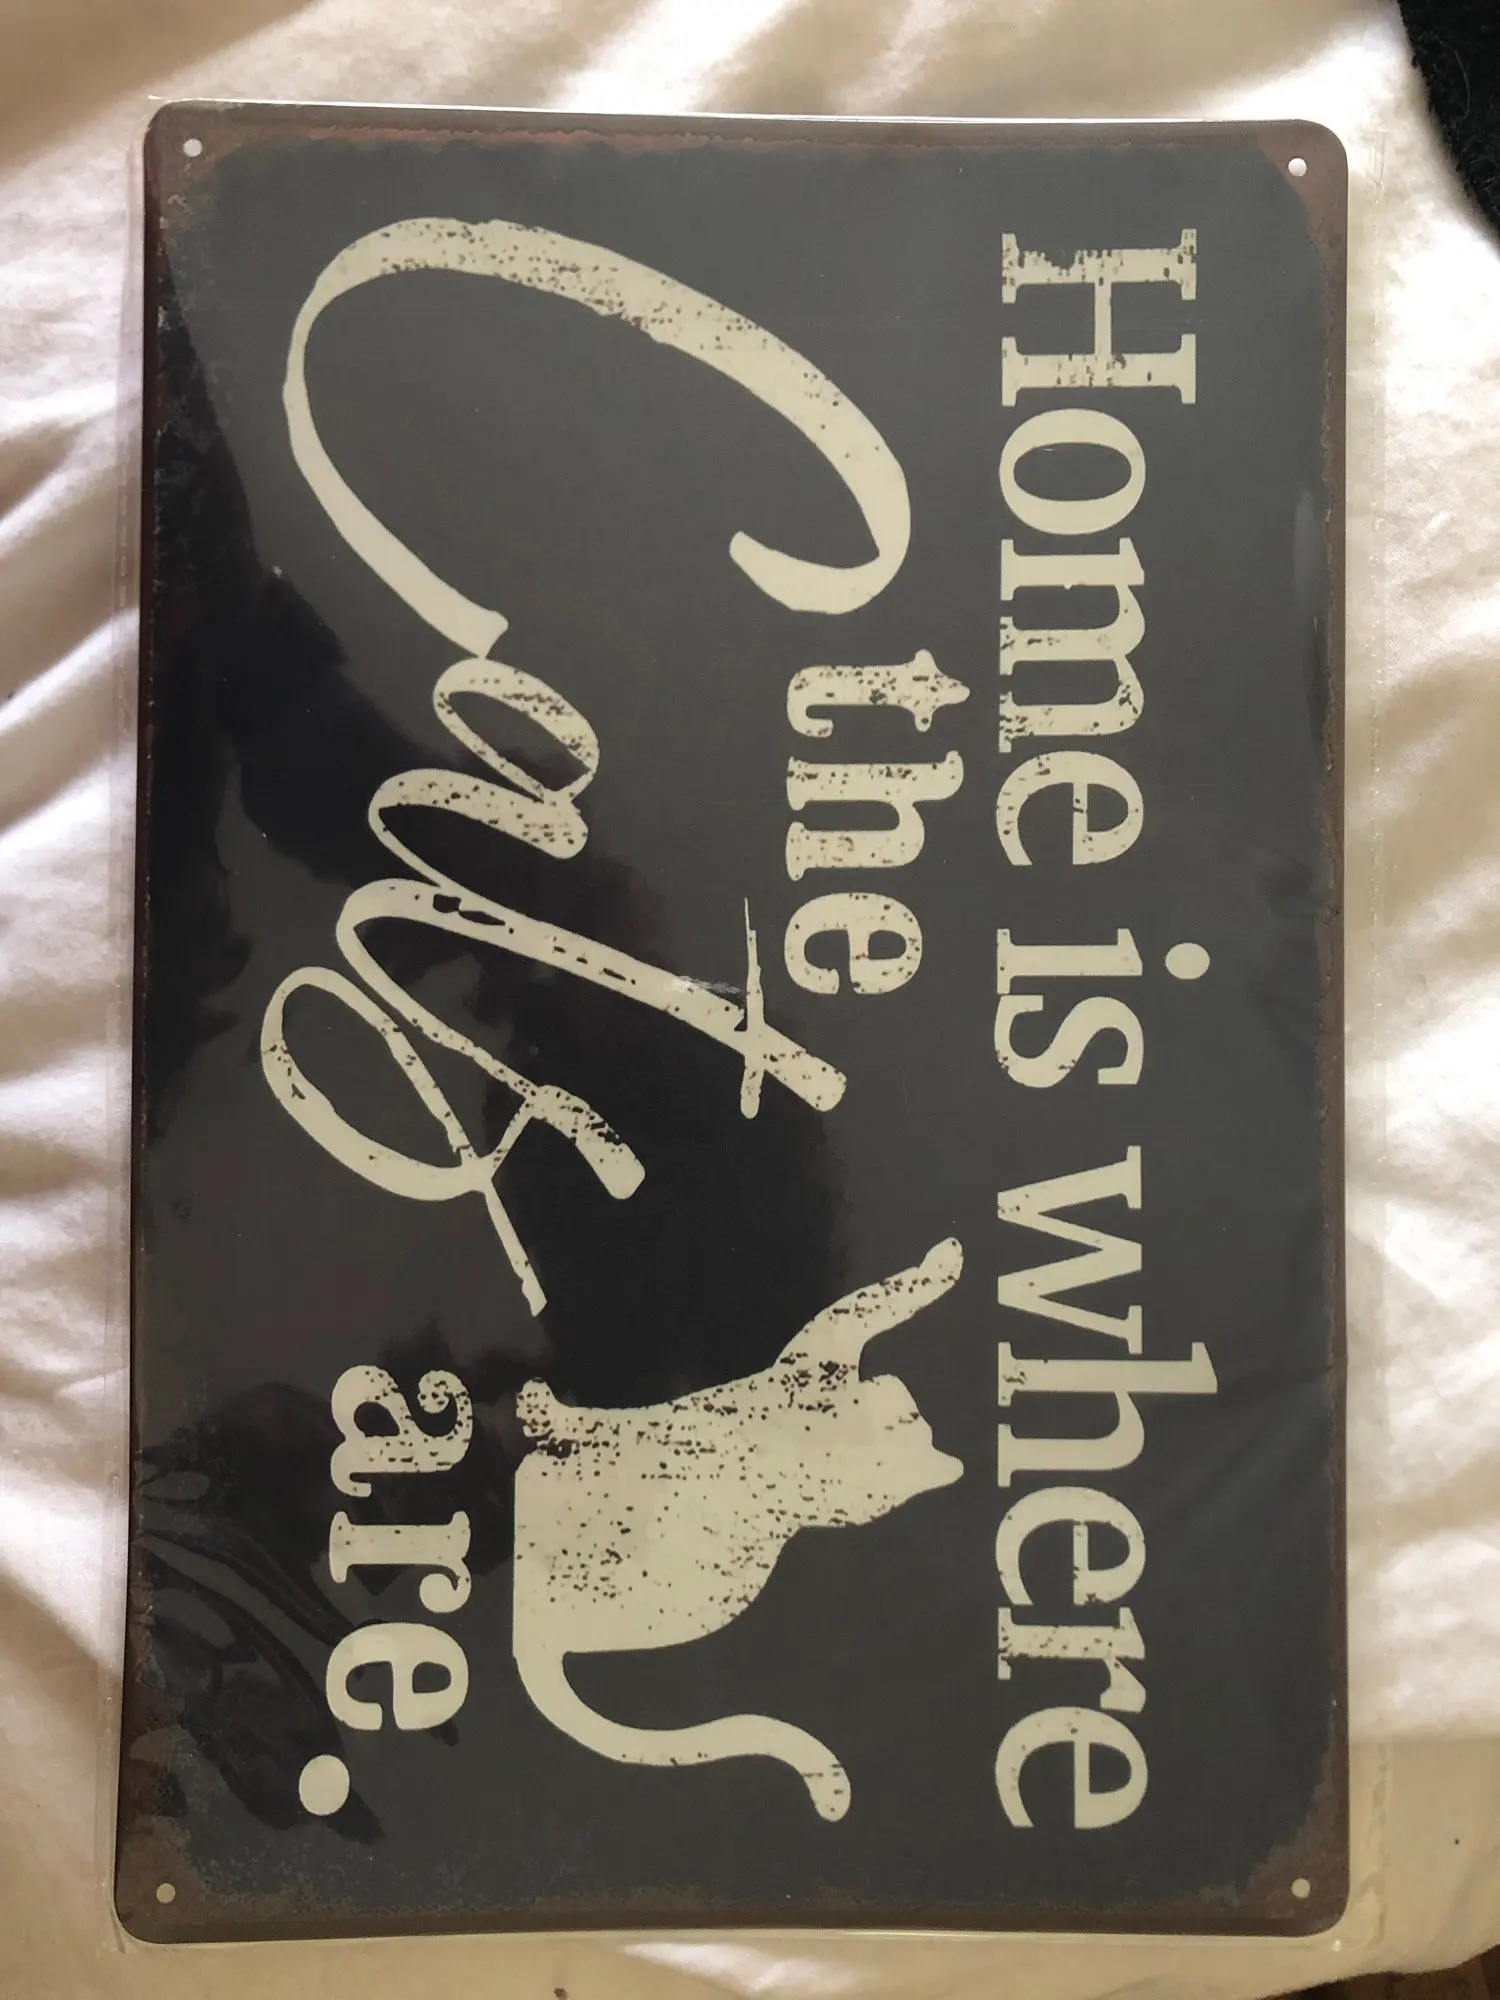 Home is where
the
Cats
are.